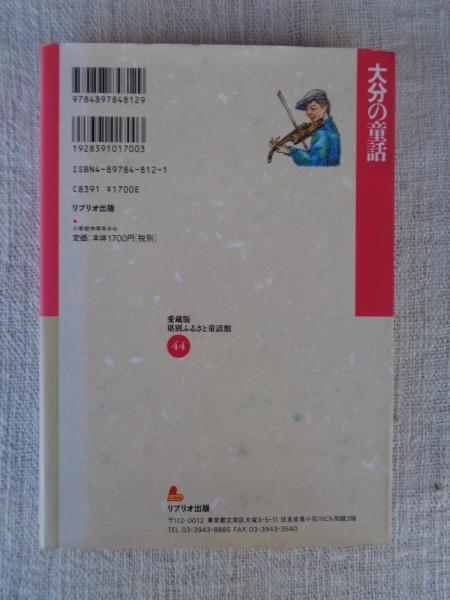 大分の童話
9784897848129
1928391017003
ISBN4-89784-812-1
C8391 ¥1700E
リブリオ出版
小学校中学年から
定価:本体1700円[税別]
愛蔵版
県別ふるさと童話館
44
リブリオ出版
〒112-0012 東京都文京区大塚3-5-11 住友成泉小石川ビル別館3階
TEL.03-3943-8885 FAX.03-3943-3540